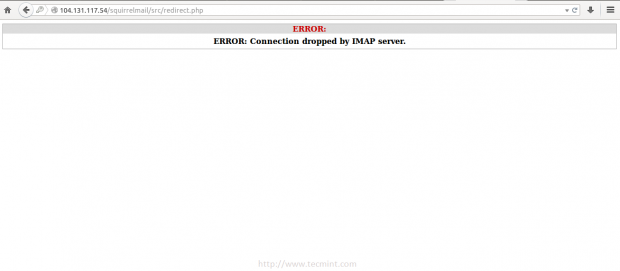 104.131.117.54/squirrelmail/src/redirect.php
ERROR:
ERROR: Connection dropped by IMAP server.
http://www.tecmint.com